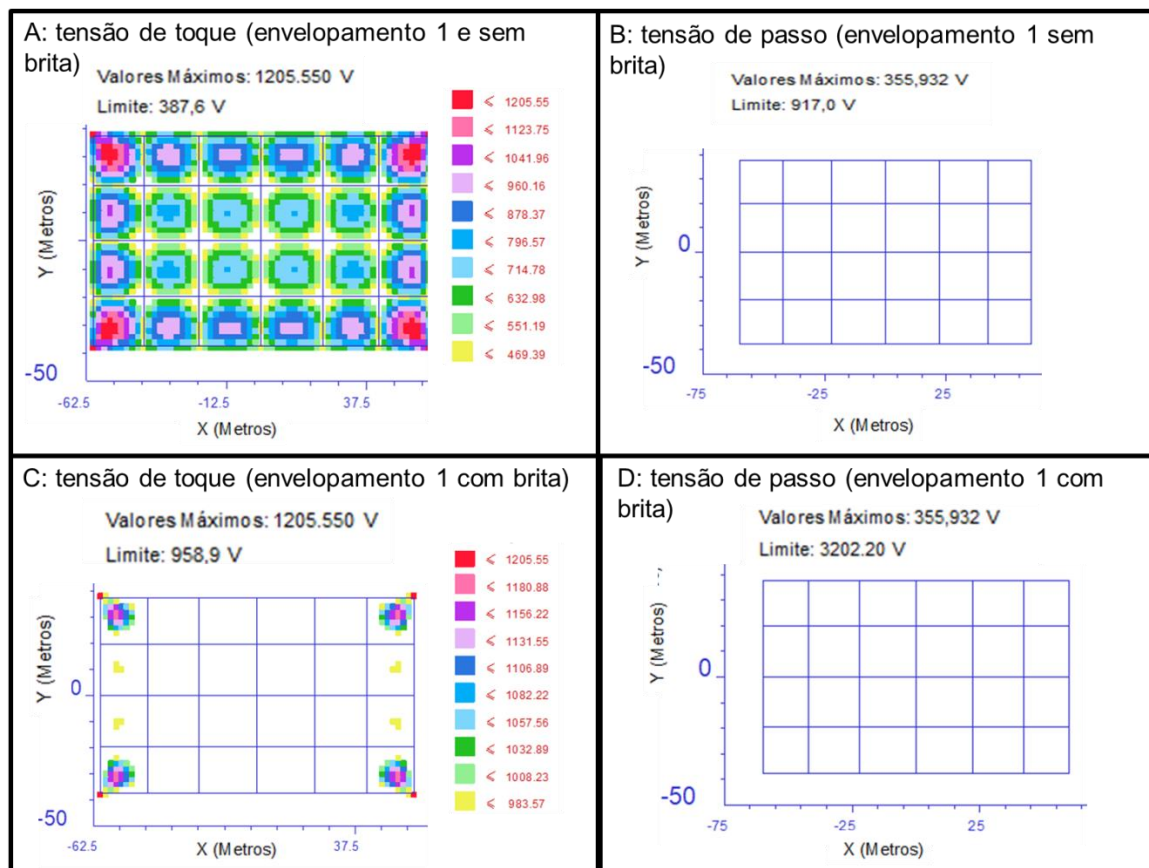 A: tensão de toque (envelopamento 1 e sem
brita)
Valores Máximos: 1205.550 V
Limite: 387,6 V
≤ 1205.55
≤ 1123.75
≤ 1041.96
≤ 960.16
≤ 878.37
≤ 796.57
≤ 714.78
≤ 632.98
≤ 551.19
≤ 469.39
Y (Metros)
-50
-62.5
-12.5
37.5
X (Metros)
B: tensão de passo (envelopamento 1 sem
brita)
Valores Máximos: 355,932 V
Limite: 917,0 V
Y (Metros)
0
-50
-75
-25
25
X (Metros)
C: tensão de toque (envelopamento 1 com brita)
Valores Máximos: 1205.550 V
Limite: 958,9 V
≤ 1205.55
≤ 1180.88
≤ 1156.22
≤ 1131.55
≤ 1106.89
≤ 1082.22
≤ 1057.56
≤ 1032.89
≤ 1008.23
≤ 983.57
Y (Metros)
0
-50
-62.5
37.5
X (Metros)
D: tensão de passo (envelopamento 1 com
brita)
Valores Máximos: 355,932 V
Limite: 3202.20 V
Y (Metros)
0
-50
-75
-25
25
X (Metros)